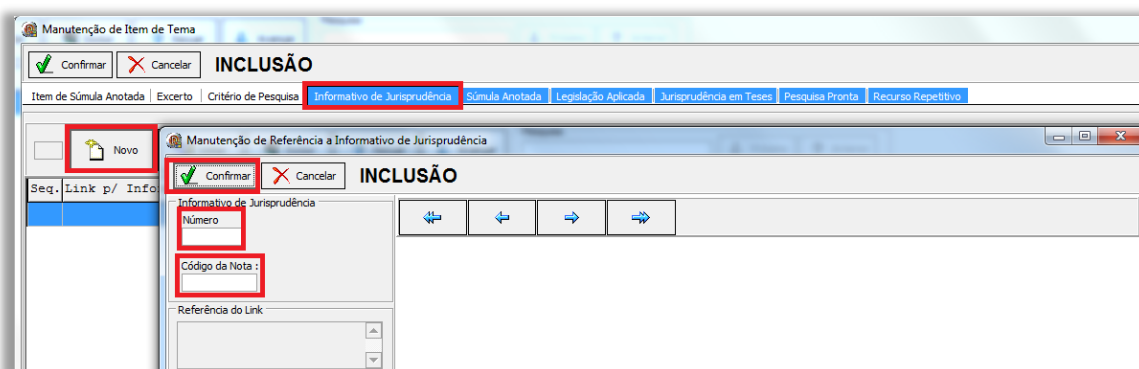 Manutenção de Item de Tema
Confirmar Cancelar INCLUSÃO
Item de Súmula Anotada Excerto Critério de Pesquisa Informativo de Jurisprudência Súmula Anotada Legislação Aplicada Jurisprudência em Teses Pesquisa Pronta Recurso Repetitivo
Novo
Manutenção de Referência a Informativo de Jurisprudência
Confirmar Cancelar INCLUSÃO
Seq. Link p/ Info
Informativo de Jurisprudência
Número
Código da Nota :
Referência do Link